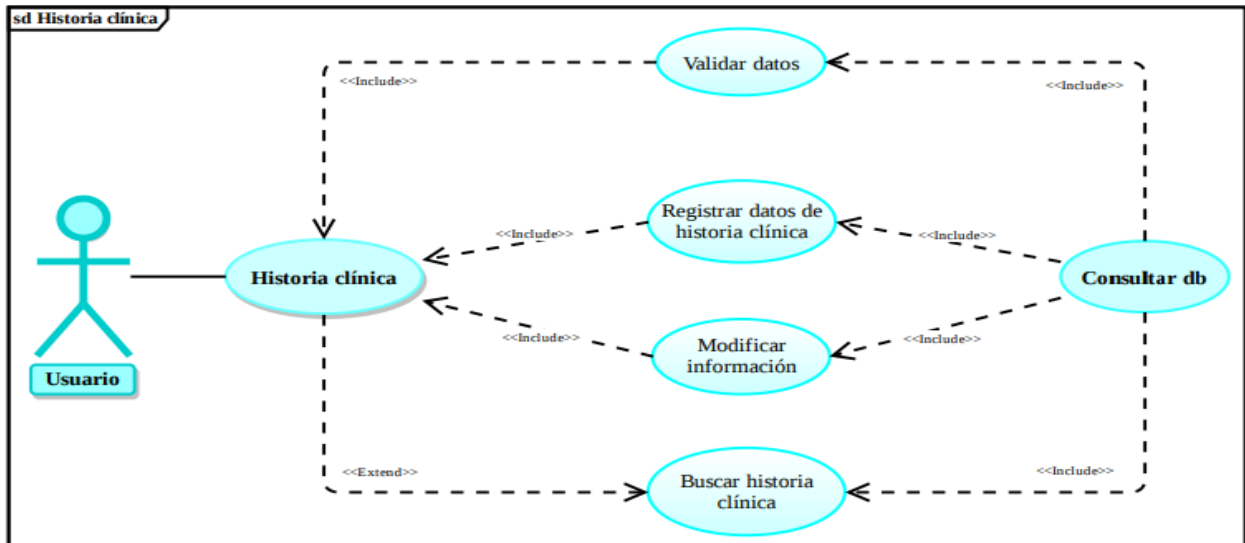 sd Historia clínica
Validar datos
<<Include>>
<<Include>>
Registrar datos de
historia clínica
<<Include>>
<<Include>>
Historia clínica
Consultar db
<<Include>>
<<Include>>
Modificar
información
Usuario
<<Extend>>
Buscar historia
clínica
<<Include>>